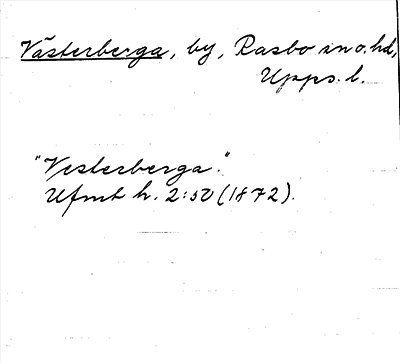 Västerberga, by, Rasbo sn o. hd,
Upps. l.
"Vesterberga."
Ufmt h. 2:50 (1872).